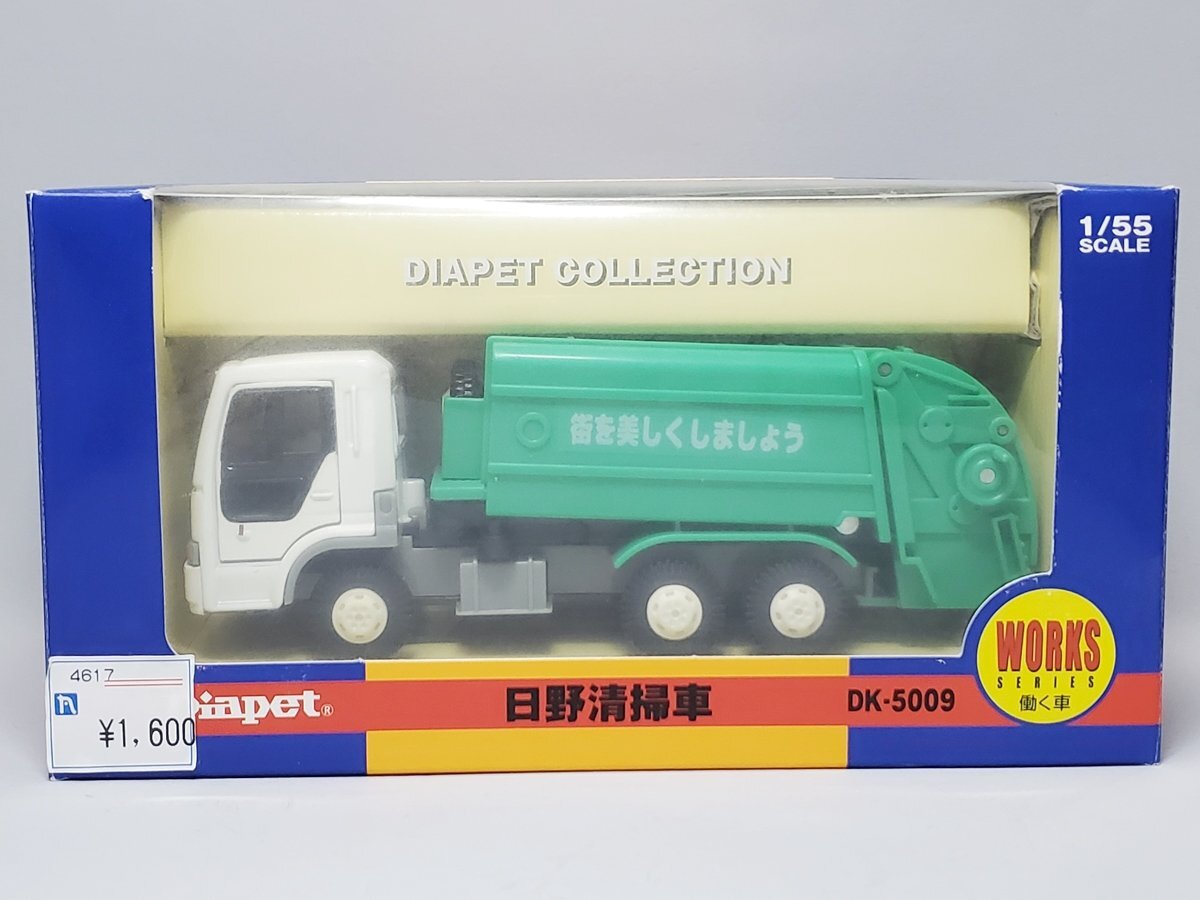 1/55
SCALE
DIAPET COLLECTION
街を美しくしましょう
WORKS
SERIES
働く車
4617
¥1,600
Diapet®
日野清掃車
DK-5009